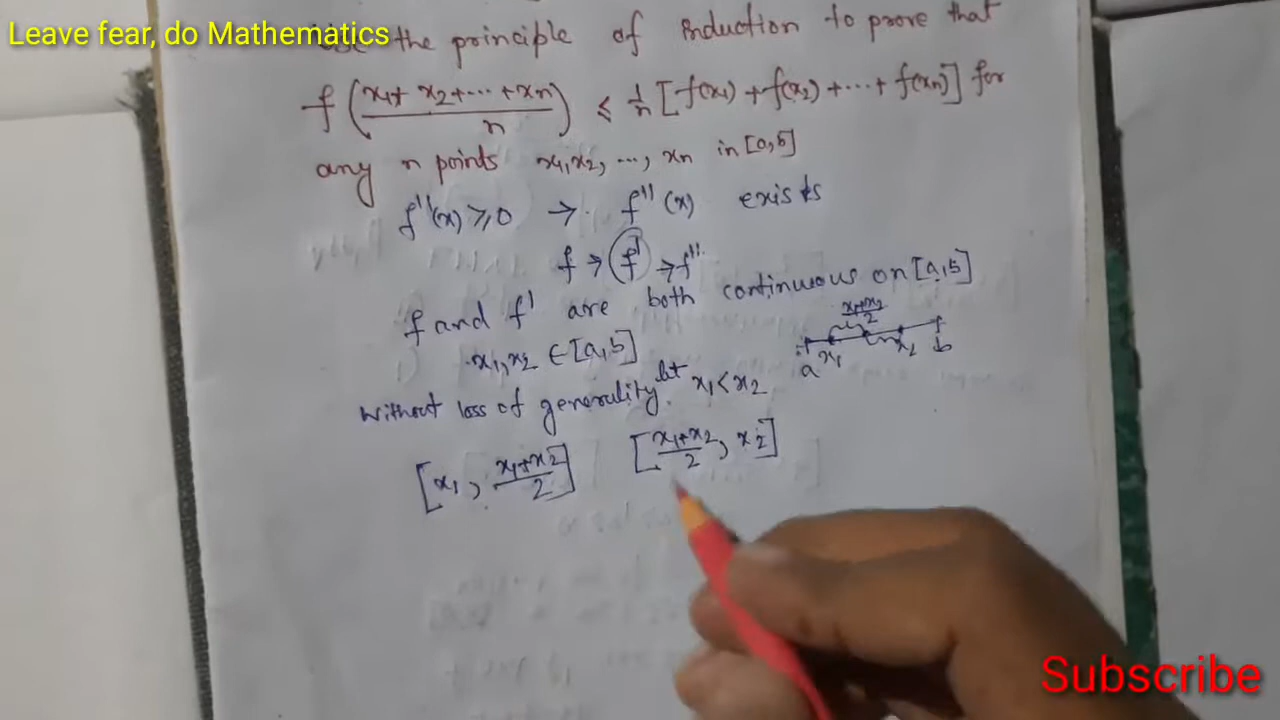 Leave fear, do Mathematics
the principle of induction to prove that
f(x1+ x2+...+xn / n) ≤ 1/n [f(x1)+f(x2)+...+f(xn)] for
any n points x1,x2, ..., xn in [a,b]
f''(x) ≥ 0 → f''(x) exists
f → f' → f''
f and f' are both continuous on [a,b]
x1,x2 ∈ [a,b]
x1+x2 / 2
a x1 x2 b
Without loss of generality let x1 < x2
[x1, x1+x2 / 2] [x1+x2 / 2, x2]
Subscribe